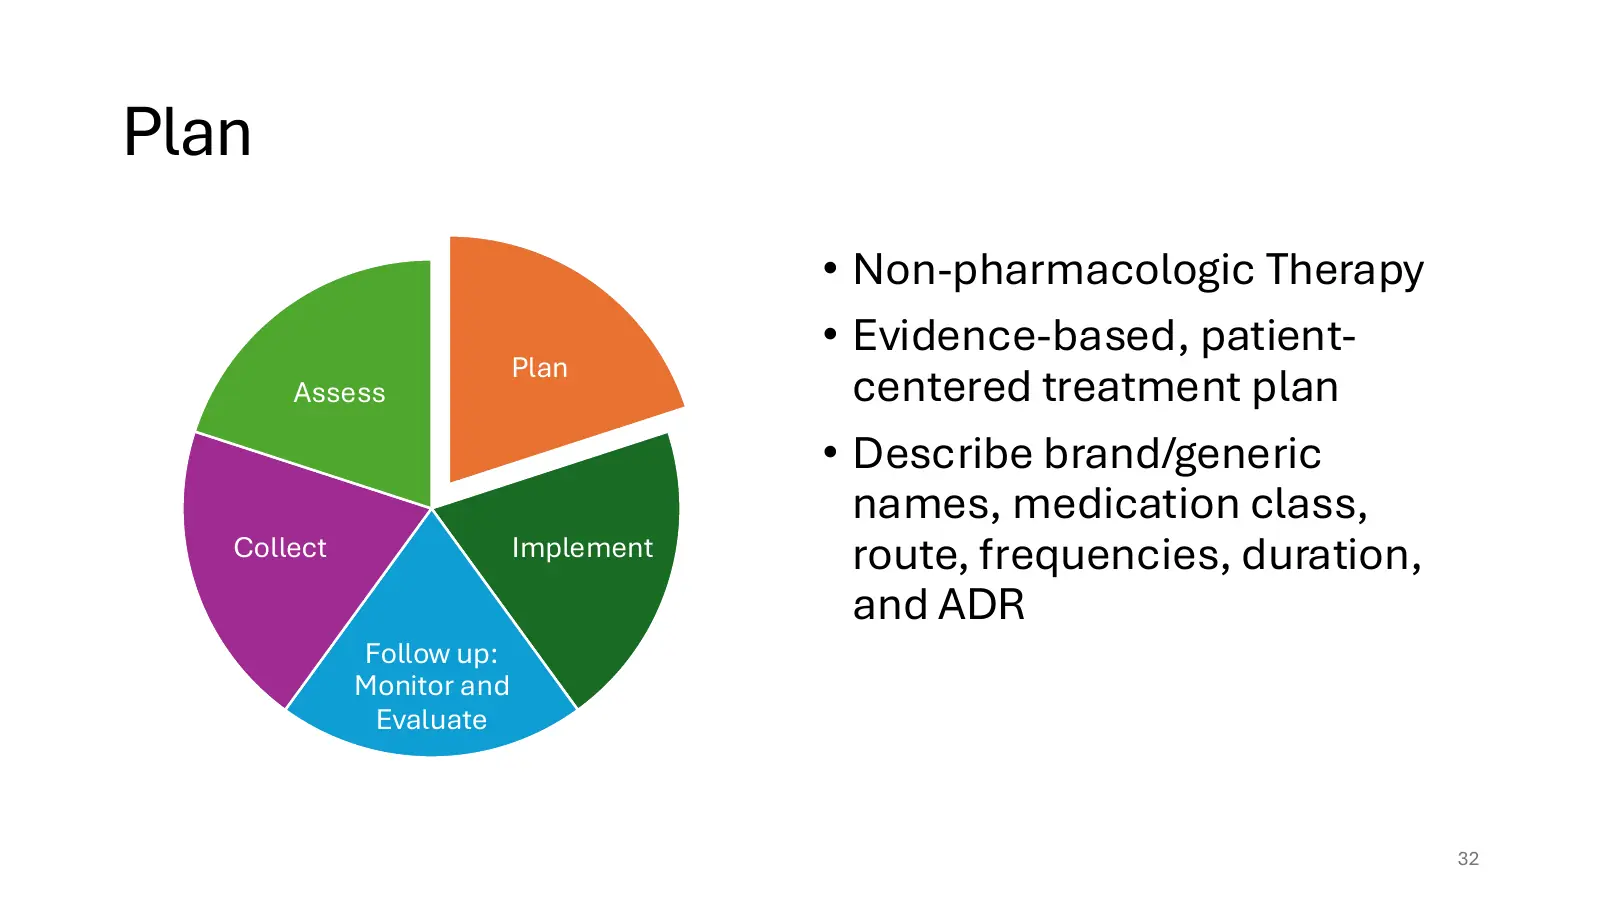 Plan
Plan
Assess
Collect
Implement
Follow up:
Monitor and
Evaluate
• Non-pharmacologic Therapy
• Evidence-based, patient-
centered treatment plan
• Describe brand/generic
names, medication class,
route, frequencies, duration,
and ADR
32